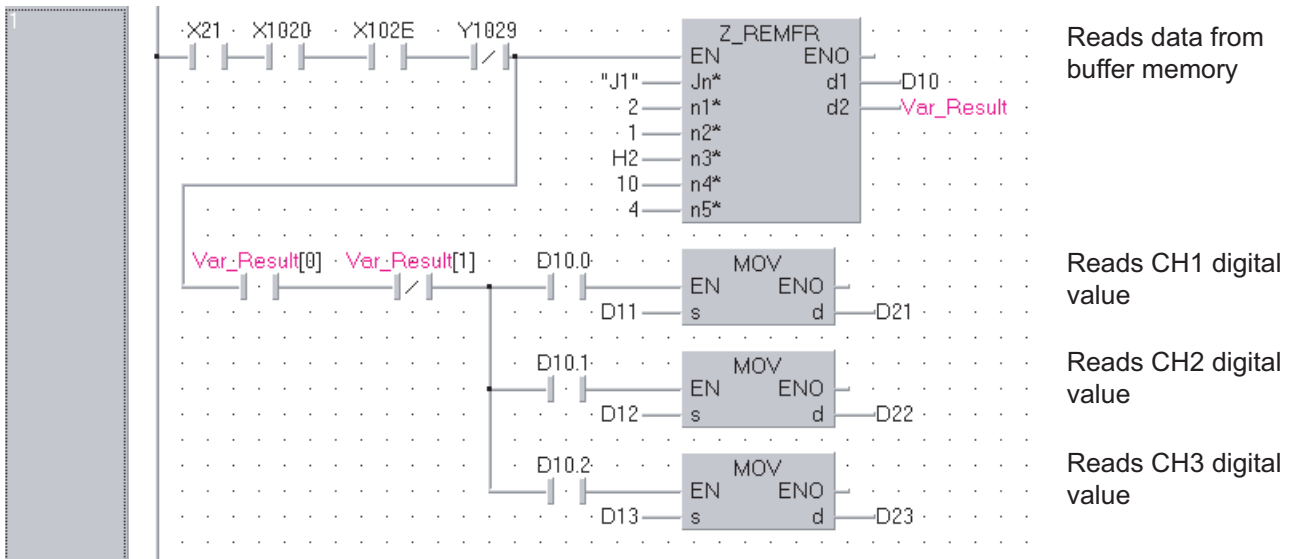 1
X21 X1020 X102E Y1029
Z_REMFR
EN ENO
"J1" Jn* d1 D10
2 n1* d2 Var_Result
1 n2*
H2 n3*
10 n4*
4 n5*
Reads data from
buffer memory
Var_Result[0] Var_Result[1] D10.0
MOV
EN ENO
D11 s d D21
Reads CH1 digital
value
D10.1
MOV
EN ENO
D12 s d D22
Reads CH2 digital
value
D10.2
MOV
EN ENO
D13 s d D23
Reads CH3 digital
value